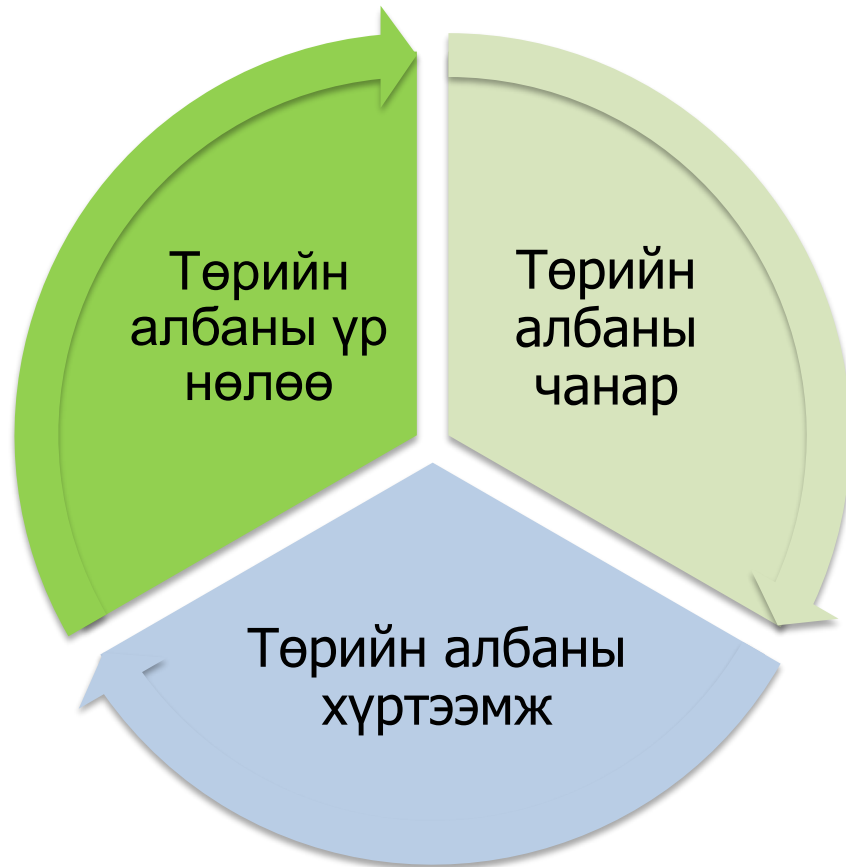 Төрийн
албаны үр
нөлөө
Төрийн
албаны
чанар
Төрийн албаны
хүртээмж